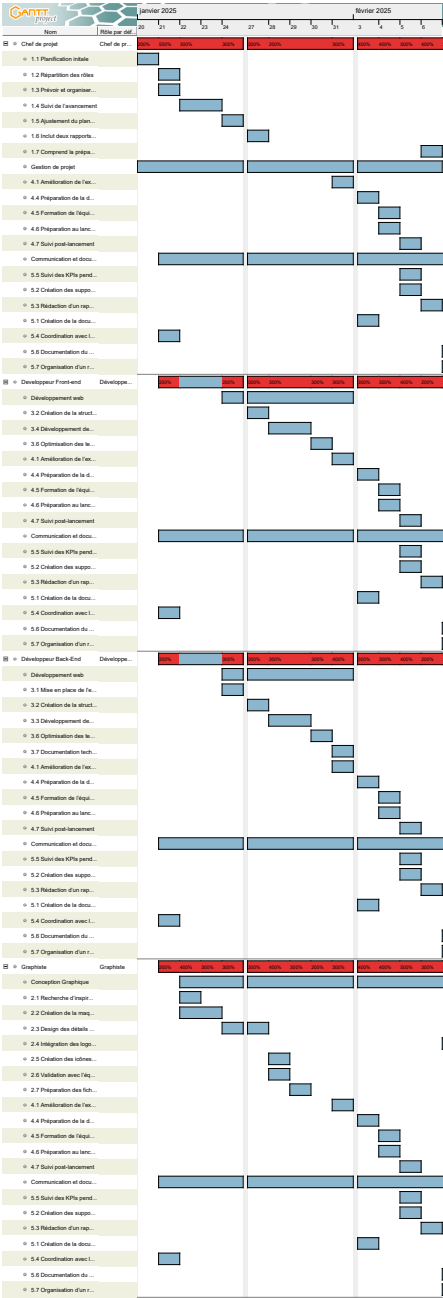 GANTT
project
janvier 2025 février 2025
20 21 22 23 24 27 28 29 30 31 3 4 5 6
Nom Rôle par déf...
Chef de projet Chef de pr...
1.1 Planification initale
1.2 Répartition des rôles
1.3 Prévoir et organiser...
1.4 Suivi de l'avancement
1.5 Ajustement du plan...
1.6 Inclut deux rapports...
1.7 Comprend la prépa...
Gestion de projet
4.1 Amélioration de l'ex...
4.4 Préparation de la d...
4.5 Formation de l'équi...
4.6 Préparation au lanc...
4.7 Suivi post-lancement
Communication et docu...
5.5 Suivi des KPIs pend...
5.2 Création des suppo...
5.3 Rédaction d'un rap...
5.1 Création de la docu...
5.4 Coordination avec l...
5.6 Documentation du ...
5.7 Organisation d'un r...
Developpeur Front-end Développe...
Développement web
3.2 Création de la struct...
3.4 Développement de...
3.6 Optimisation des te...
4.1 Amélioration de l'ex...
4.4 Préparation de la d...
4.5 Formation de l'équi...
4.6 Préparation au lanc...
4.7 Suivi post-lancement
Communication et docu...
5.5 Suivi des KPIs pend...
5.2 Création des suppo...
5.3 Rédaction d'un rap...
5.1 Création de la docu...
5.4 Coordination avec l...
5.6 Documentation du ...
5.7 Organisation d'un r...
Développeur Back-End Développe...
Développement web
3.1 Mise en place de l'e...
3.2 Création de la struct...
3.3 Développement de...
3.6 Optimisation des te...
3.7 Documentation tech...
4.1 Amélioration de l'ex...
4.4 Préparation de la d...
4.5 Formation de l'équi...
4.6 Préparation au lanc...
4.7 Suivi post-lancement
Communication et docu...
5.5 Suivi des KPIs pend...
5.2 Création des suppo...
5.3 Rédaction d'un rap...
5.1 Création de la docu...
5.4 Coordination avec l...
5.6 Documentation du ...
5.7 Organisation d'un r...
Graphiste Graphiste
Conception Graphique
2.1 Recherche d'inspir...
2.2 Création de la maq...
2.3 Design des détails ...
2.4 Intégration des logo...
2.5 Création des icônes...
2.6 Validation avec l'éq...
2.7 Préparation des fich...
4.1 Amélioration de l'ex...
4.4 Préparation de la d...
4.5 Formation de l'équi...
4.6 Préparation au lanc...
4.7 Suivi post-lancement
Communication et docu...
5.5 Suivi des KPIs pend...
5.2 Création des suppo...
5.3 Rédaction d'un rap...
5.1 Création de la docu...
5.4 Coordination avec l...
5.6 Documentation du ...
5.7 Organisation d'un r...